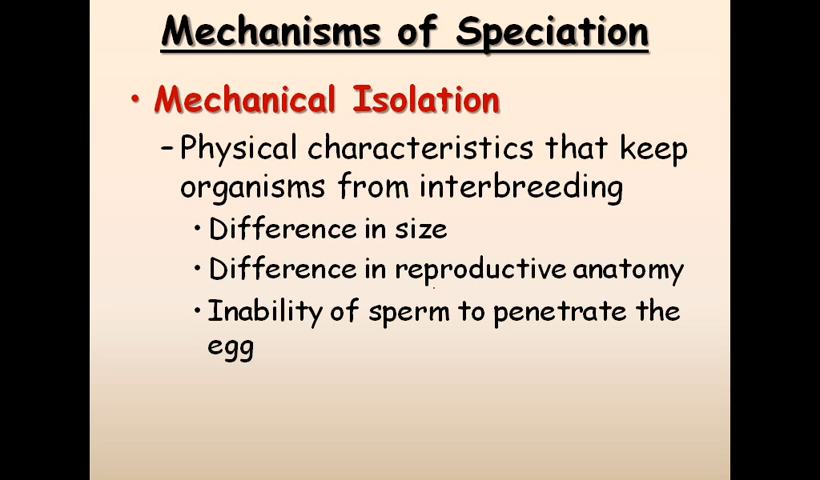 Mechanisms of Speciation
• Mechanical Isolation
– Physical characteristics that keep
organisms from interbreeding
• Difference in size
• Difference in reproductive anatomy
• Inability of sperm to penetrate the
egg